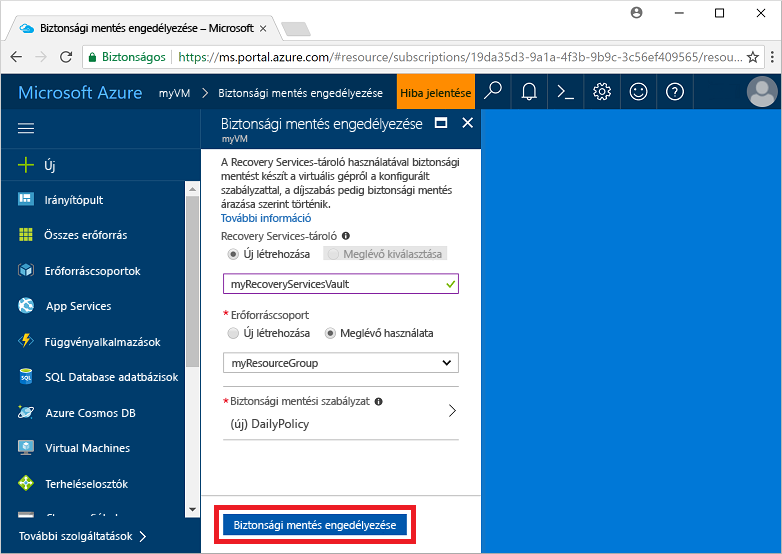 Biztonsági mentés engedélyezése – Microsoft
Biztonságos
https://ms.portal.azure.com/#resource/subscriptions/19da35d3-9a1a-4f3b-9b9c-3c56ef409565/resou...
Microsoft Azure
myVM
Biztonsági mentés engedélyezése
Hiba jelentése
Új
Irányítópult
Összes erőforrás
Erőforráscsoportok
App Services
Függvényalkalmazások
SQL Database adatbázisok
Azure Cosmos DB
Virtual Machines
Terheléselosztók
További szolgáltatások
Biztonsági mentés engedélyezése
myVM
A Recovery Services-tároló használatával biztonsági
mentést készít a virtuális gépről a konfigurált
szabályzattal, a díjszabás pedig biztonsági mentés
árazása szerint történik.
További információ
Recovery Services-tároló
Új létrehozása
Meglévő kiválasztása
myRecoveryServicesVault
* Erőforráscsoport
Új létrehozása
Meglévő használata
myResourceGroup
* Biztonsági mentési szabályzat
(új) DailyPolicy
Biztonsági mentés engedélyezése